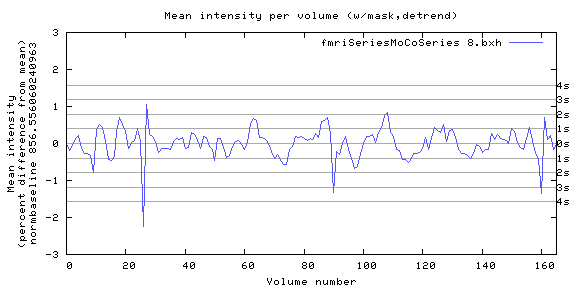 Mean intensity per volume (w/mask,detrend)
fmriSeriesMoCoSeries 8.bxh
Mean intensity
(percent difference from mean)
normbaseline 856.556060240963
3
2
1
0
-1
-2
-3
4s
3s
2s
1s
0s
1s
2s
3s
4s
0
20
40
60
80
100
120
140
160
Volume number